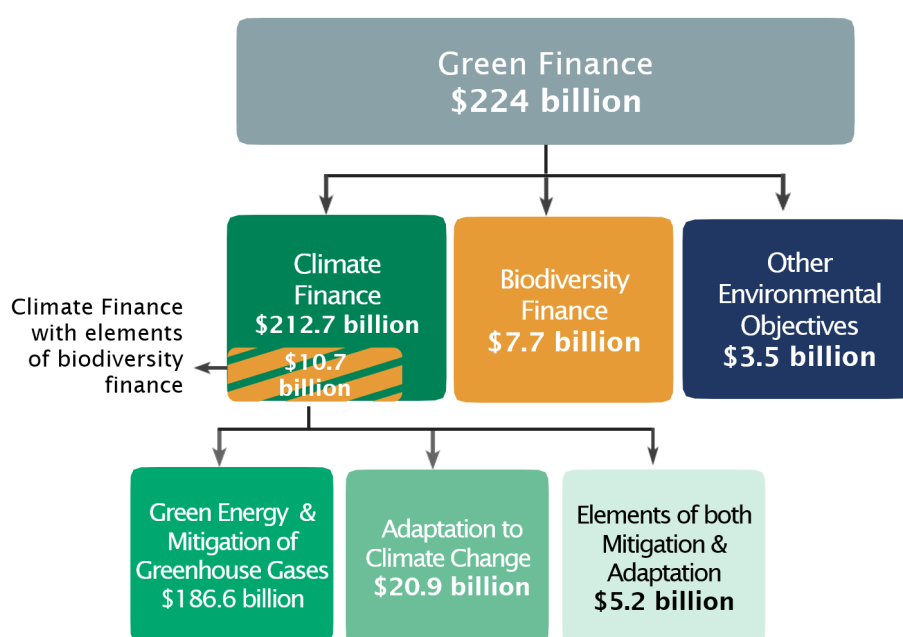 Green Finance
$224 billion
Climate
Finance
$212.7 billion
$10.7
billion
Climate Finance
with elements
of biodiversity
finance
Biodiversity
Finance
$7.7 billion
Other
Environmental
Objectives
$3.5 billion
Green Energy &
Mitigation of
Greenhouse Gases
$186.6 billion
Adaptation to
Climate Change
$20.9 billion
Elements of both
Mitigation &
Adaptation
$5.2 billion